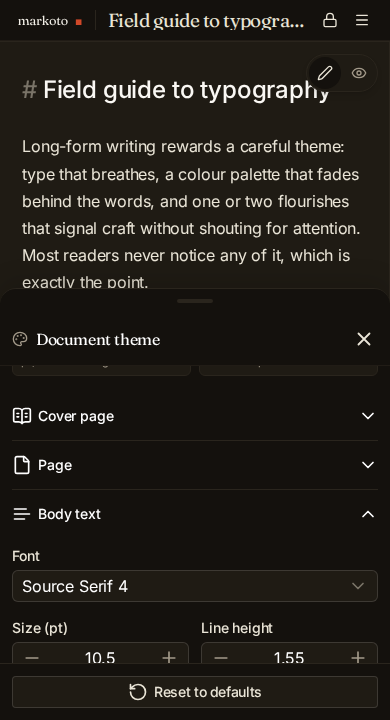 markoto
Field guide to typogra...
# Field guide to typography
Long-form writing rewards a careful theme:
type that breathes, a colour palette that fades
behind the words, and one or two flourishes
that signal craft without shouting for attention.
Most readers never notice any of it, which is
exactly the point.
Document theme
Cover page
Page
Body text
Font
Source Serif 4
Size (pt)
Line height
10.5
1.55
Reset to defaults